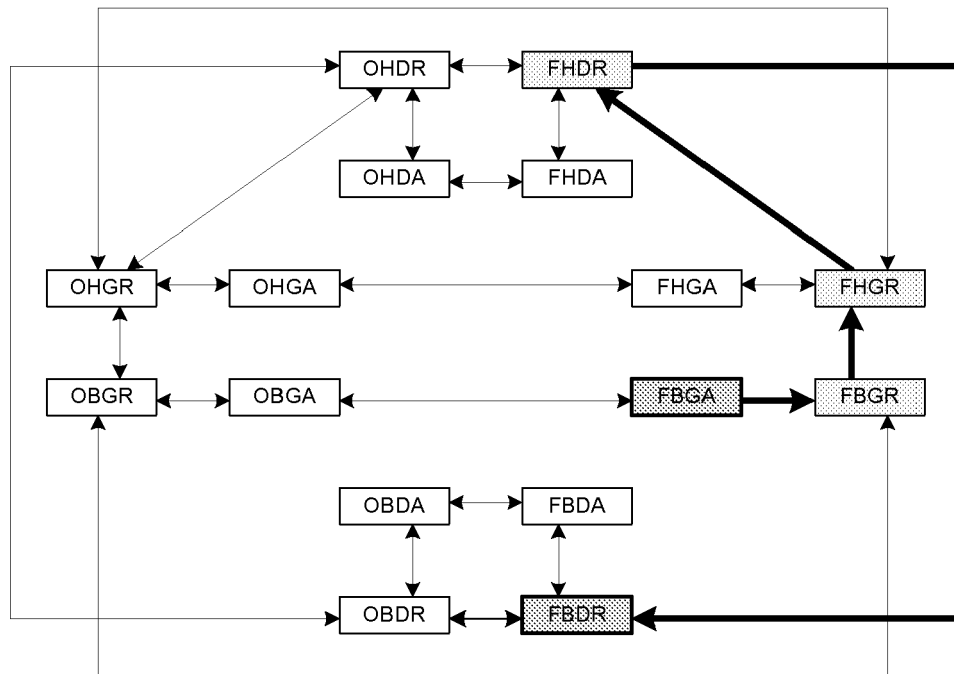 OHDR FHDR
OHDA FHDA
OHGR OHGA FHGA FHGR
OBGR OBGA FBGA FBGR
OBDA FBDA
OBDR FBDR